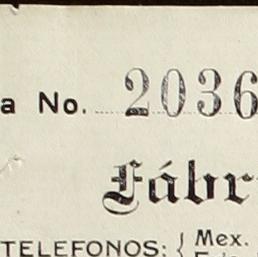 a No. 2036
Fábr
TELEFONOS: { Mex.